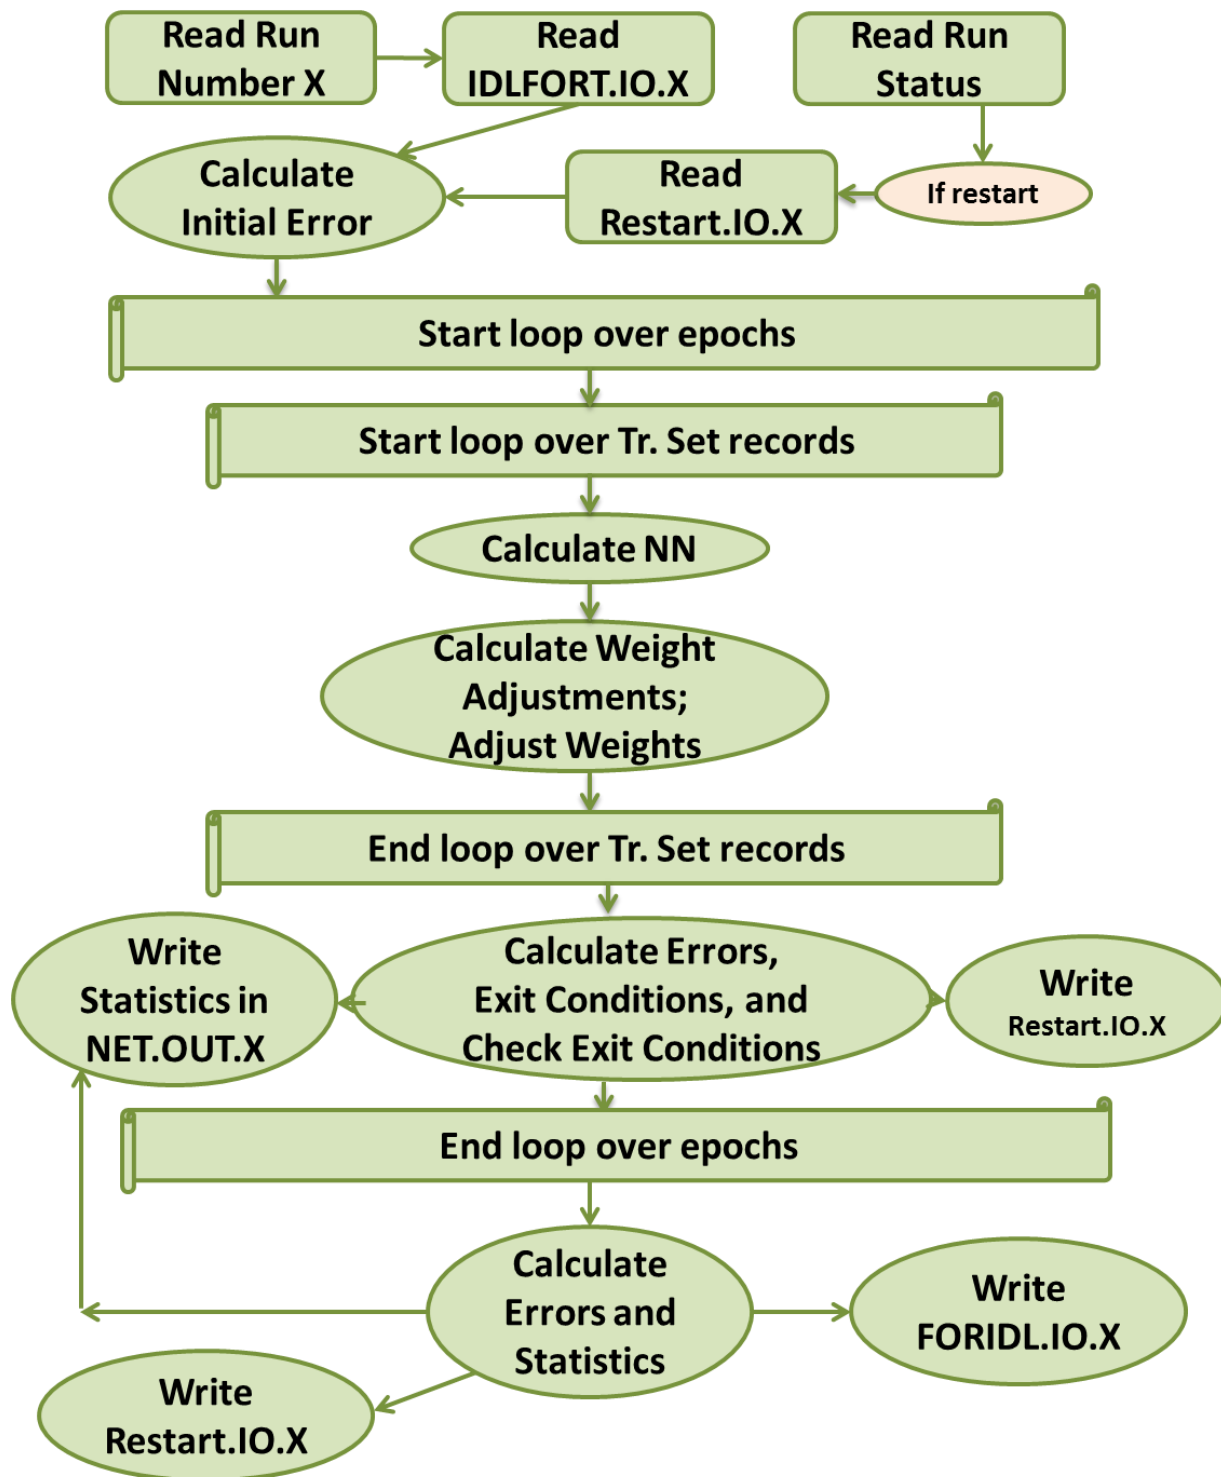 Read Run
Number X
Read
IDLFORT.IO.X
Read Run
Status
Calculate
Initial Error
Read
Restart.IO.X
If restart
Start loop over epochs
Start loop over Tr. Set records
Calculate NN
Calculate Weight
Adjustments;
Adjust Weights
End loop over Tr. Set records
Write
Statistics in
NET.OUT.X
Calculate Errors,
Exit Conditions, and
Check Exit Conditions
Write
Restart.IO.X
End loop over epochs
Calculate
Errors and
Statistics
Write
FORIDL.IO.X
Write
Restart.IO.X